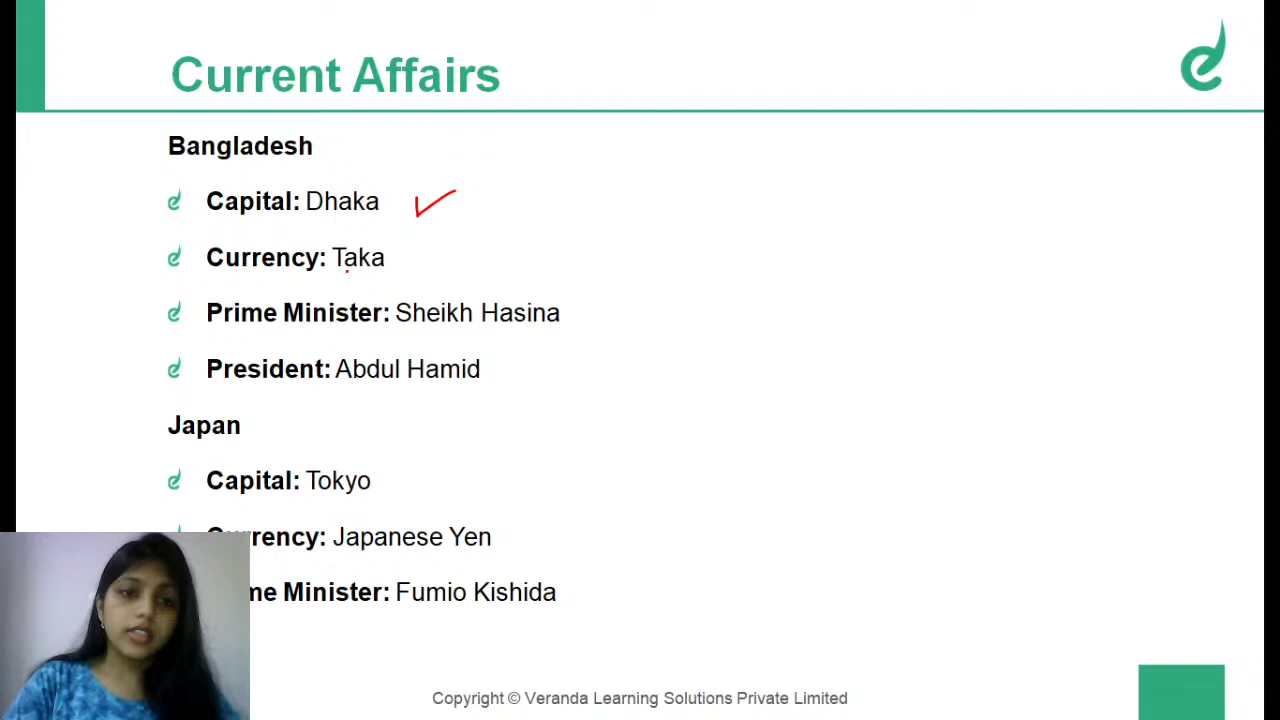 Current Affairs
Bangladesh
Capital: Dhaka
Currency: Taka
Prime Minister: Sheikh Hasina
President: Abdul Hamid
Japan
Capital: Tokyo
rrency: Japanese Yen
me Minister: Fumio Kishida
Copyright © Veranda Learning Solutions Private Limited